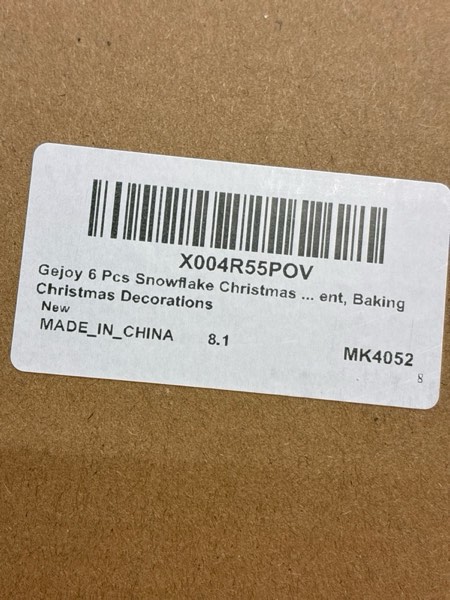 X004R55POV
Gejoy 6 Pcs Snowflake Christmas ... ent, Baking
Christmas Decorations
New
MADE_IN_CHINA 8.1
MK4052
8